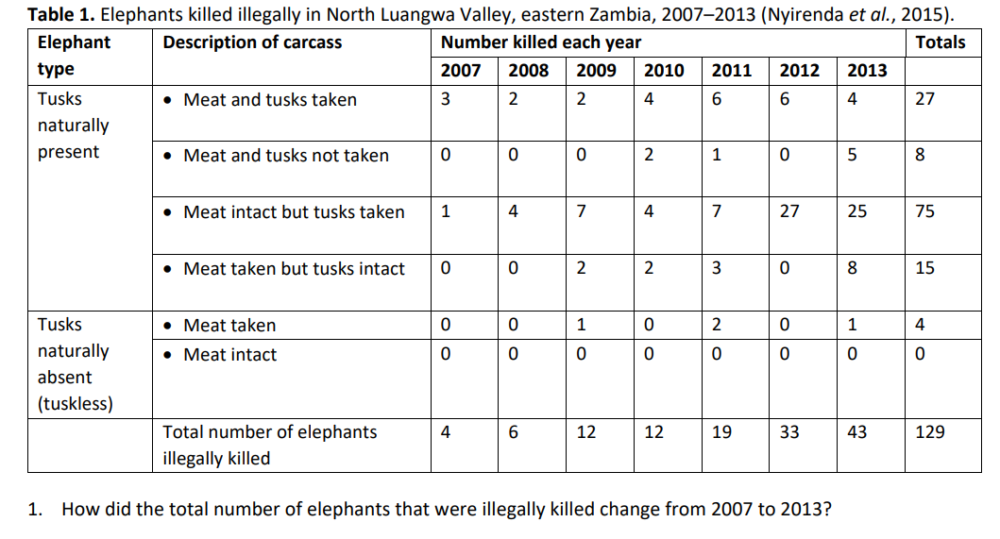 Table 1. Elephants killed illegally in North Luangwa Valley, eastern Zambia, 2007–2013 (Nyirenda et al., 2015).
Elephant type Description of carcass Number killed each year Totals
2007 2008 2009 2010 2011 2012 2013
Tusks naturally present • Meat and tusks taken 3 2 2 4 6 6 4 27
• Meat and tusks not taken 0 0 0 2 1 0 5 8
• Meat intact but tusks taken 1 4 7 4 7 27 25 75
• Meat taken but tusks intact 0 0 2 2 3 0 8 15
Tusks naturally absent (tuskless) • Meat taken 0 0 1 0 2 0 1 4
• Meat intact 0 0 0 0 0 0 0 0
Total number of elephants illegally killed 4 6 12 12 19 33 43 129
1. How did the total number of elephants that were illegally killed change from 2007 to 2013?